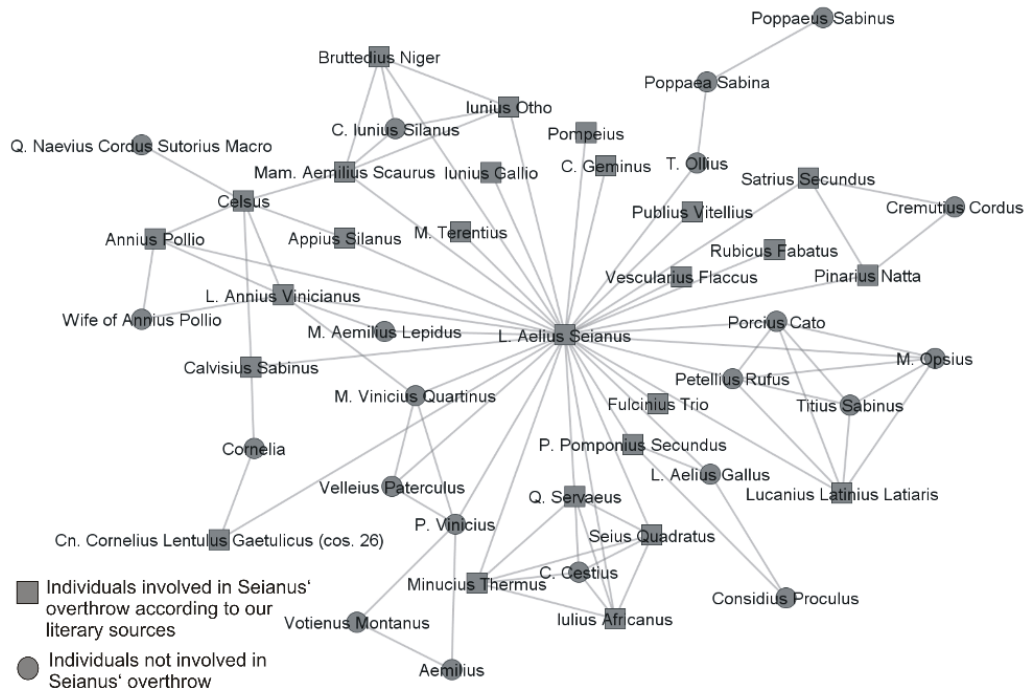 Poppaeus Sabinus
Bruttedius Niger
Poppaea Sabina
Iunius Otho
C. Iunius Silanus
Pompeius
Q. Naevius Cordus Sutorius Macro
C. Geminus
T. Ollius
Mam. Aemilius Scaurus
Iunius Gallio
Satrius Secundus
Celsus
Cremutius Cordus
Publius Vitellius
Annius Pollio
Appius Silanus
M. Terentius
Rubicus Fabatus
Vescularius Flaccus
Pinarius Natta
L. Annius Vinicianus
Wife of Annius Pollio
M. Aemilius Lepidus
L. Aelius Seianus
Porcius Cato
M. Opsius
Calvisius Sabinus
Petellius Rufus
M. Vinicius Quartinus
Fulcinius Trio
Titius Sabinus
Cornelia
P. Pomponius Secundus
L. Aelius Gallus
Velleius Paterculus
Lucanius Latinius Latiaris
Q. Servaeus
P. Vinicius
Cn. Cornelius Lentulus Gaetulicus (cos. 26)
Seius Quadratus
Minucius Thermus
C. Cestius
Considius Proculus
Iulius Africanus
Votienus Montanus
Aemilius
Individuals involved in Seianus‘
overthrow according to our
literary sources
Individuals not involved in
Seianus‘ overthrow